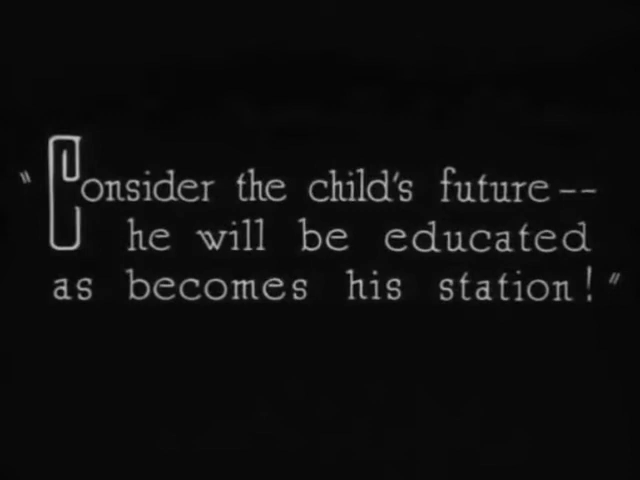 "Consider the child's future--
he will be educated
as becomes his station!"